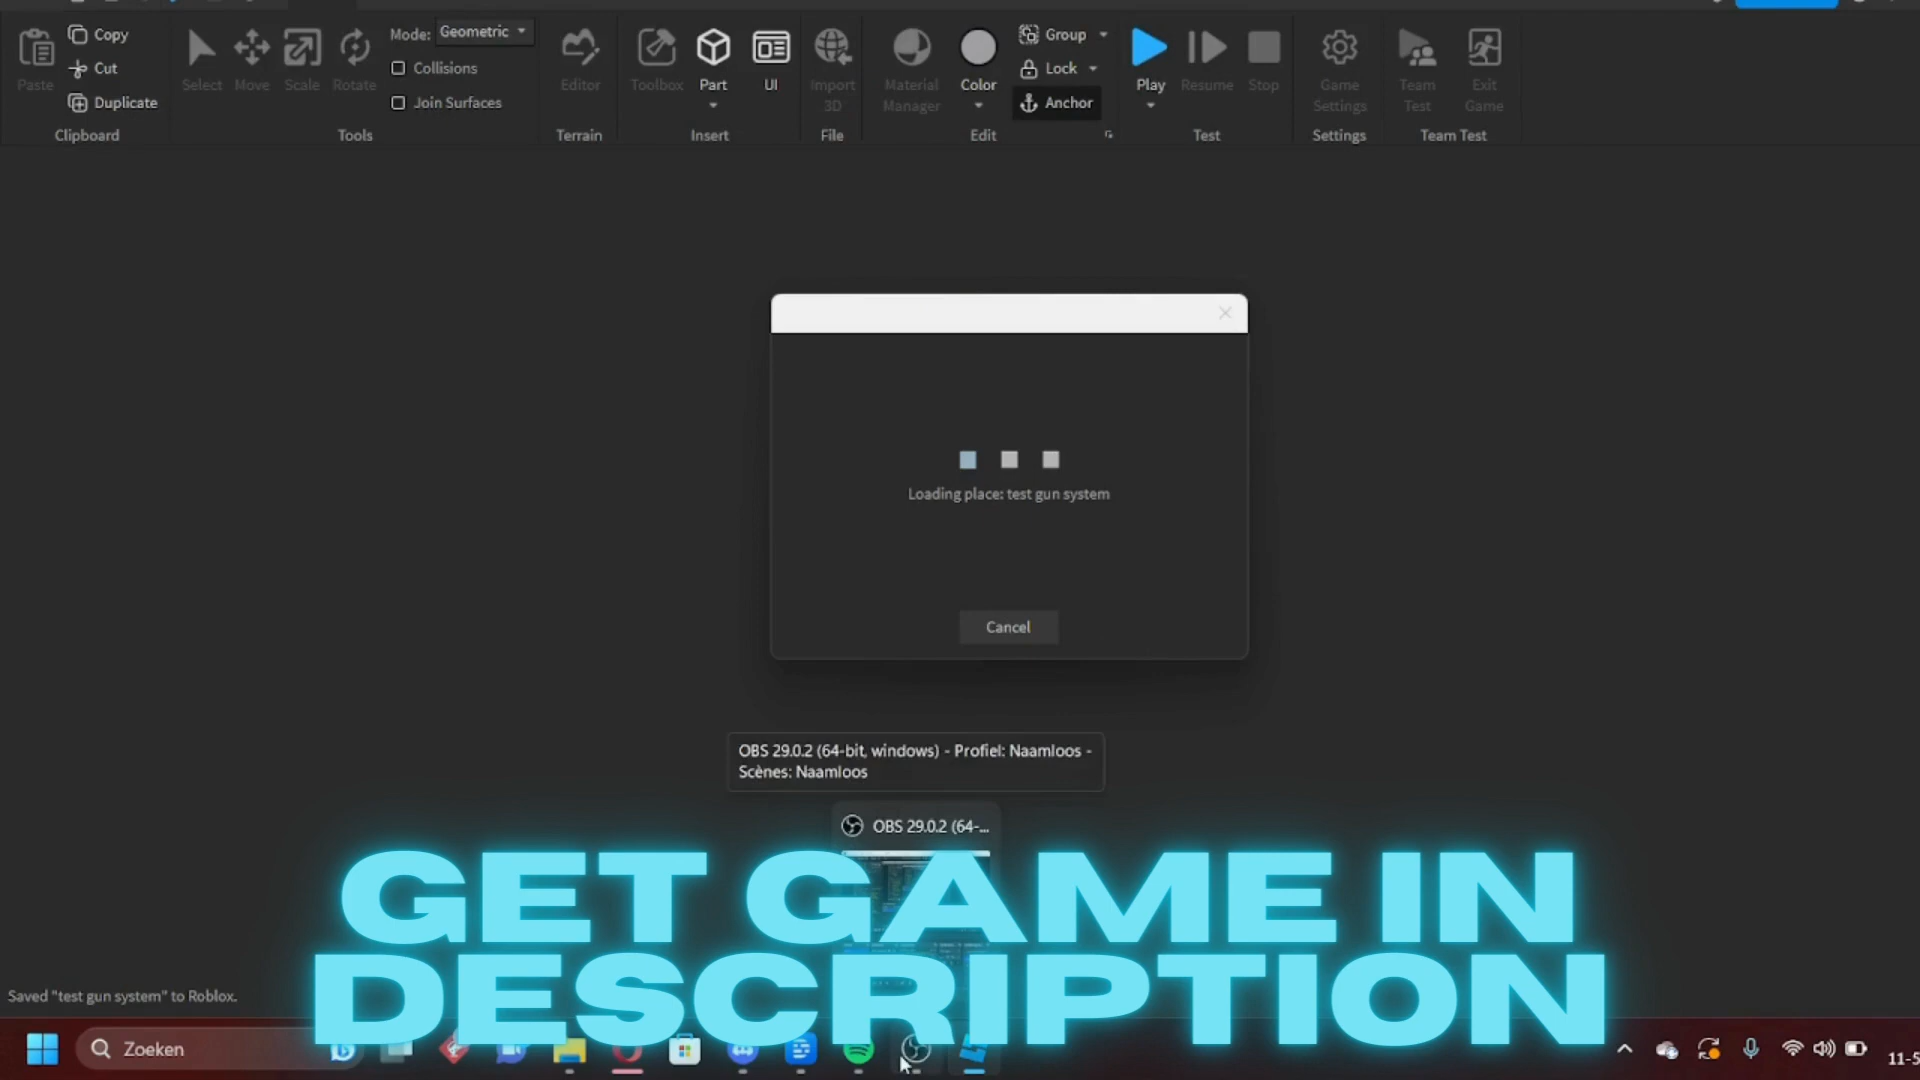 Copy
Cut
Duplicate
Paste
Clipboard
Select
Move
Scale
Rotate
Mode: Geometric
Collisions
Join Surfaces
Tools
Editor
Terrain
Toolbox
Part
UI
Insert
Import
3D
File
Material
Manager
Color
Group
Lock
Anchor
Edit
Play
Resume
Stop
Test
Game
Settings
Settings
Team
Test
Exit
Game
Team Test
Loading place: test gun system
Cancel
OBS 29.0.2 (64-bit, windows) - Profiel: Naamloos -
Scènes: Naamloos
OBS 29.0.2 (64-...
GET GAME IN
DESCRIPTION
Saved "test gun system" to Roblox.
Zoeken
11-5